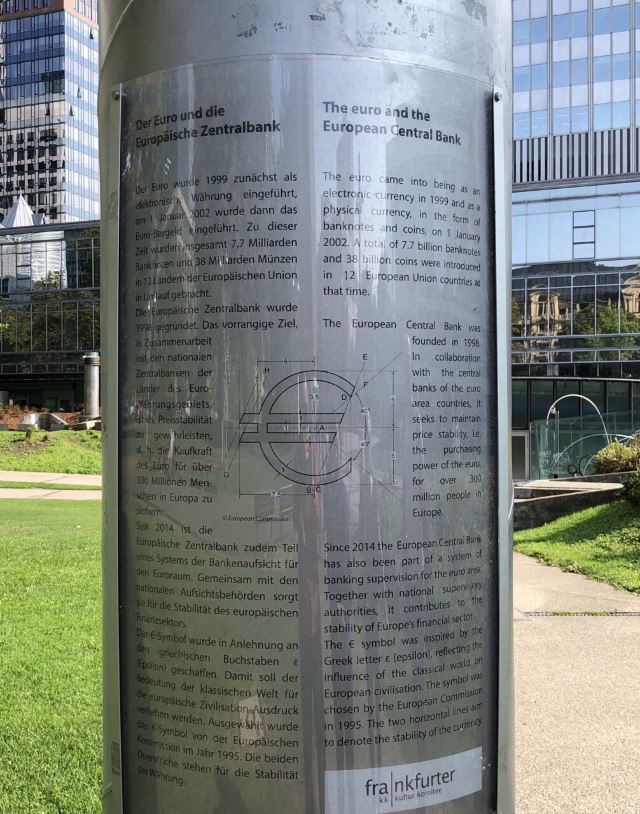 Der Euro und die
Europäische Zentralbank
Der Euro wurde 1999 zunächst als
elektronische Währung eingeführt,
am 1. Januar 2002 wurde dann das
Euro-Bargeld eingeführt. Zu dieser
Zeit wurden insgesamt 7,7 Milliarden
Banknoten und 38 Milliarden Münzen
in 12 Ländern der Europäischen Union
in Umlauf gebracht.
Die Europäische Zentralbank wurde
1998 gegründet. Das vorrangige Ziel,
in Zusammenarbeit
mit den nationalen
Zentralbanken der
Länder des Euro-
Währungsgebiets,
ist es, Preisstabilität
zu gewährleisten,
d. h. die Kaufkraft
des Euro für über
300 Millionen Men-
schen in Europa zu
sichern.
Seit 2014 ist die
Europäische Zentralbank zudem Teil
eines Systems der Bankenaufsicht für
den Euroraum. Gemeinsam mit den
nationalen Aufsichtsbehörden sorgt
sie für die Stabilität des europäischen
Finanzsektors.
Das €-Symbol wurde in Anlehnung an
den griechischen Buchstaben ε
(Epsilon) geschaffen. Damit soll der
Bedeutung der klassischen Welt für
die europäische Zivilisation Ausdruck
verliehen werden. Ausgewählt wurde
das €-Symbol von der Europäischen
Kommission im Jahr 1995. Die beiden
Querstriche stehen für die Stabilität
der Währung.
The euro and the
European Central Bank
The euro came into being as an
electronic currency in 1999 and as a
physical currency, in the form of
banknotes and coins, on 1 January
2002. A total of 7.7 billion banknotes
and 38 billion coins were introduced
in 12 European Union countries at
that time.
The European Central Bank was
founded in 1998.
In collaboration
with the central
banks of the euro
area countries, it
seeks to maintain
price stability, i.e.
the purchasing
power of the euro,
for over 300
million people in
Europe.
Since 2014 the European Central Bank
has also been part of a system of
banking supervision for the euro area.
Together with national supervisory
authorities, it contributes to the
stability of Europe's financial sector.
The € symbol was inspired by the
Greek letter ε (epsilon), reflecting the
influence of the classical world on
European civilisation. The symbol was
chosen by the European Commission
in 1995. The two horizontal lines aim
to denote the stability of the currency.
6
E
H
F
D
3.5
40°
6
A
40°
6
G
1
7.5
B
C
© European Commission
frankfurter
kk kultur komitee